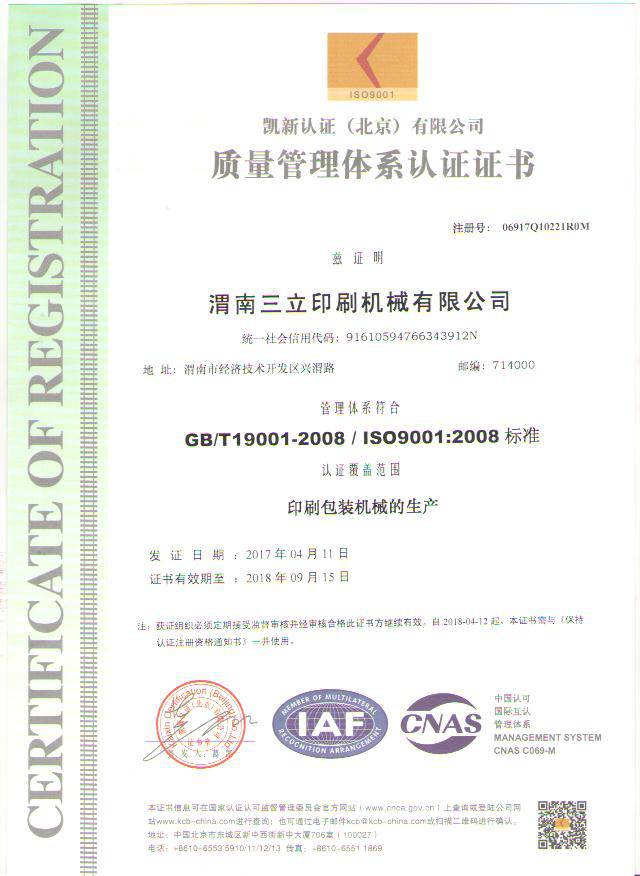 CERTIFICATE OF REGISTRATION
ISO9001
凯新认证（北京）有限公司
质量管理体系认证证书
注册号： 06917Q10221R0M
兹 证 明
渭南三立印刷机械有限公司
统一社会信用代码：91610594766343912N
地 址：渭南市经济技术开发区兴渭路 邮编：714000
管理体系符合
GB/T19001-2008 / ISO9001:2008 标准
认证覆盖范围
印刷包装机械的生产
发 证 日 期 ：2017 年 04 月 11 日
证书有效期至 ：2018 年 09 月 15 日
注：获证组织必须定期接受监督审核并经审核合格此证书方继续有效。自 2018-04-12 起，本证书需与《保持
认证注册资格通知书》一并使用。
Certification (Beijing) Co.,Ltd
证书章
MEMBER OF MULTILATERAL
IAF
RECOGNITION ARRANGEMENT
CNAS
中国认可
国际互认
管理体系
MANAGEMENT SYSTEM
CNAS C069-M
本证书信息可在国家认证认可监督管理委员会官方网站（www.cnca.gov.cn）上查询或登陆公司网
站www.kcb-china.com进行查询；也可通过电子邮件kcb@kcb-china.com或扫描二维码进行确认。
地址：中国北京市东城区新中西街新中大厦706室（100027）
电话：+8610-6553 5910/11/12/13 传真：+8610-6551 1869